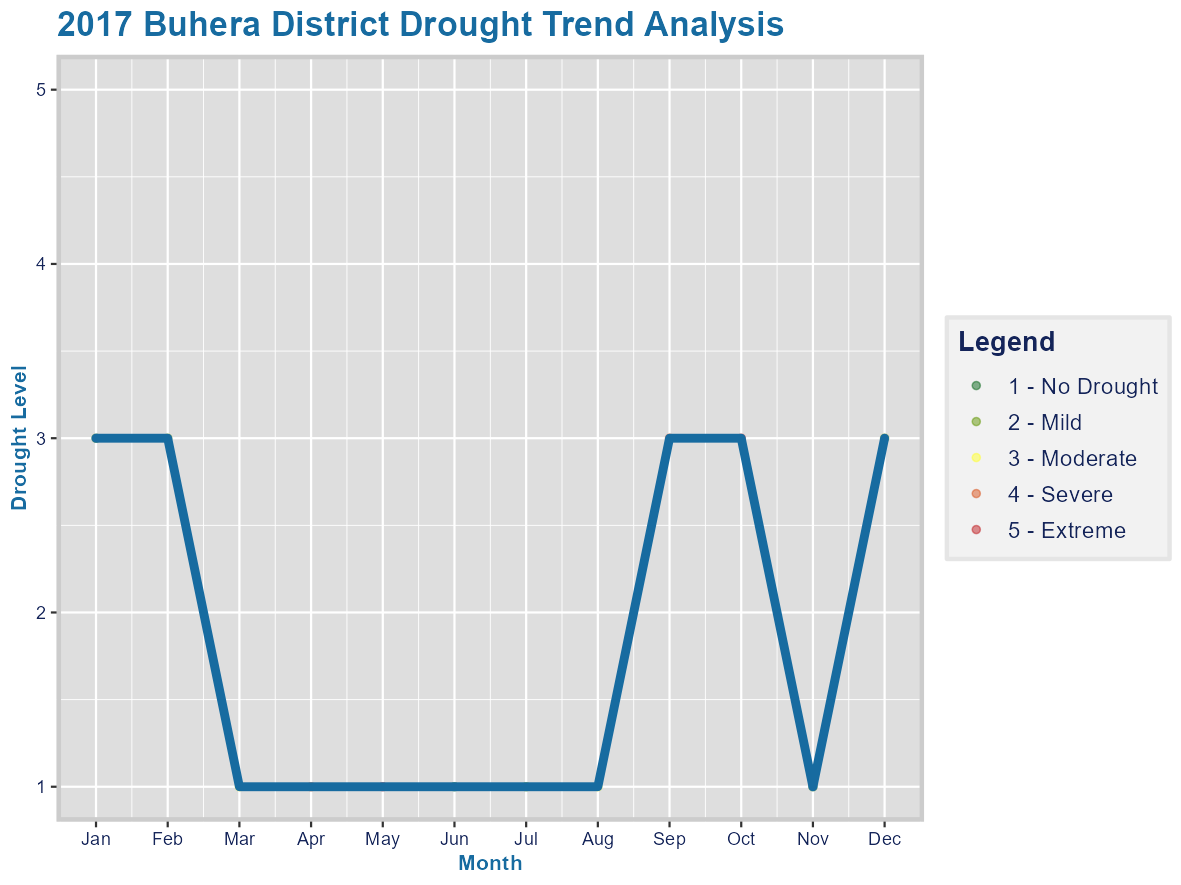 2017 Buhera District Drought Trend Analysis
Drought Level
5
4
3
2
1
Jan Feb Mar Apr May Jun Jul Aug Sep Oct Nov Dec
Month
Legend
1 - No Drought
2 - Mild
3 - Moderate
4 - Severe
5 - Extreme